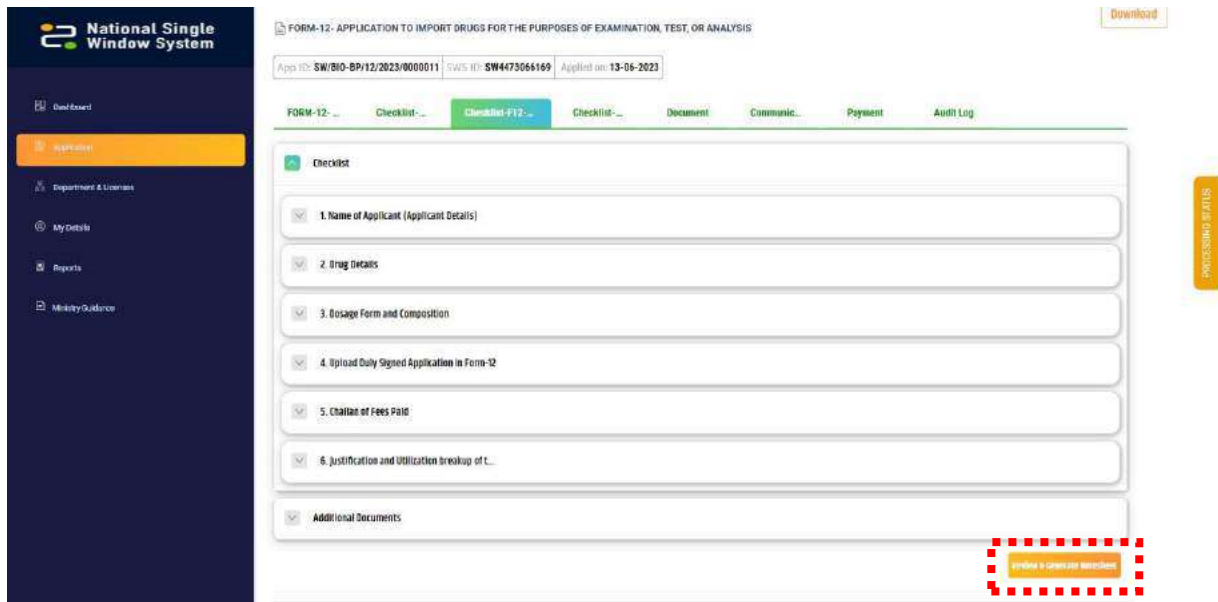 National Single
Window System
Dashboard
Application
Department & Licenses
My Details
Reports
Ministry Guidance
FORM-12- APPLICATION TO IMPORT DRUGS FOR THE PURPOSES OF EXAMINATION, TEST, OR ANALYSIS
Download
App ID: SW/BIO-BP/12/2023/0000011 SWS ID: SW4473066169 Applied on: 13-06-2023
FORM-12-... Checklist-... Checklist-F12-... Checklist-... Document Communic... Payment Audit Log
Checklist
1. Name of Applicant (Applicant Details)
2. Drug Details
3. Dosage Form and Composition
4. Upload Duly Signed Application in Form-12
5. Challan of Fees Paid
6. Justification and Utilization breakup of t...
Additional Documents
Review & Generate Notesheet
PROCESSING STATUS